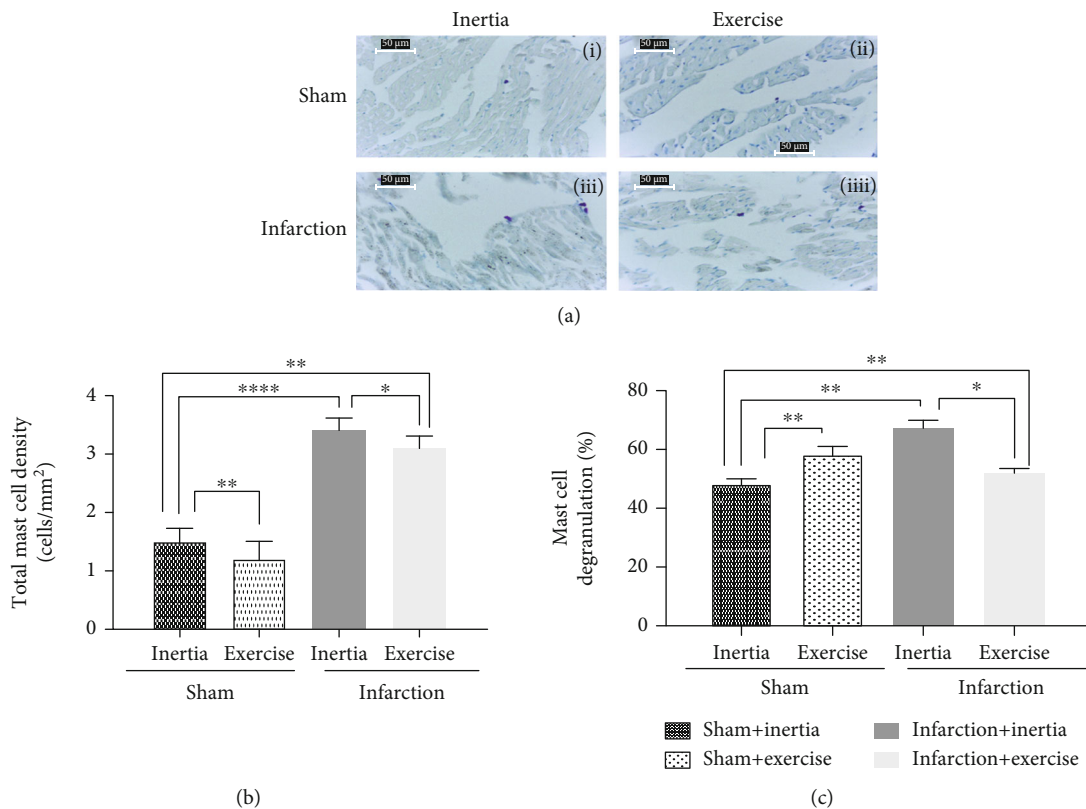 Inertia
Exercise
Sham
50 μm
(i)
50 μm
(ii)
50 μm
Infarction
50 μm
(iii)
50 μm
(iiii)
(a)
Total mast cell density
(cells/mm²)
4
3
2
1
0
**
****
*
**
Inertia Exercise Inertia Exercise
Sham
Infarction
(b)
Mast cell
degranulation (%)
80
60
40
20
0
**
**
*
**
Inertia Exercise Inertia Exercise
Sham
Infarction
Sham+inertia
Infarction+inertia
Sham+exercise
Infarction+exercise
(c)